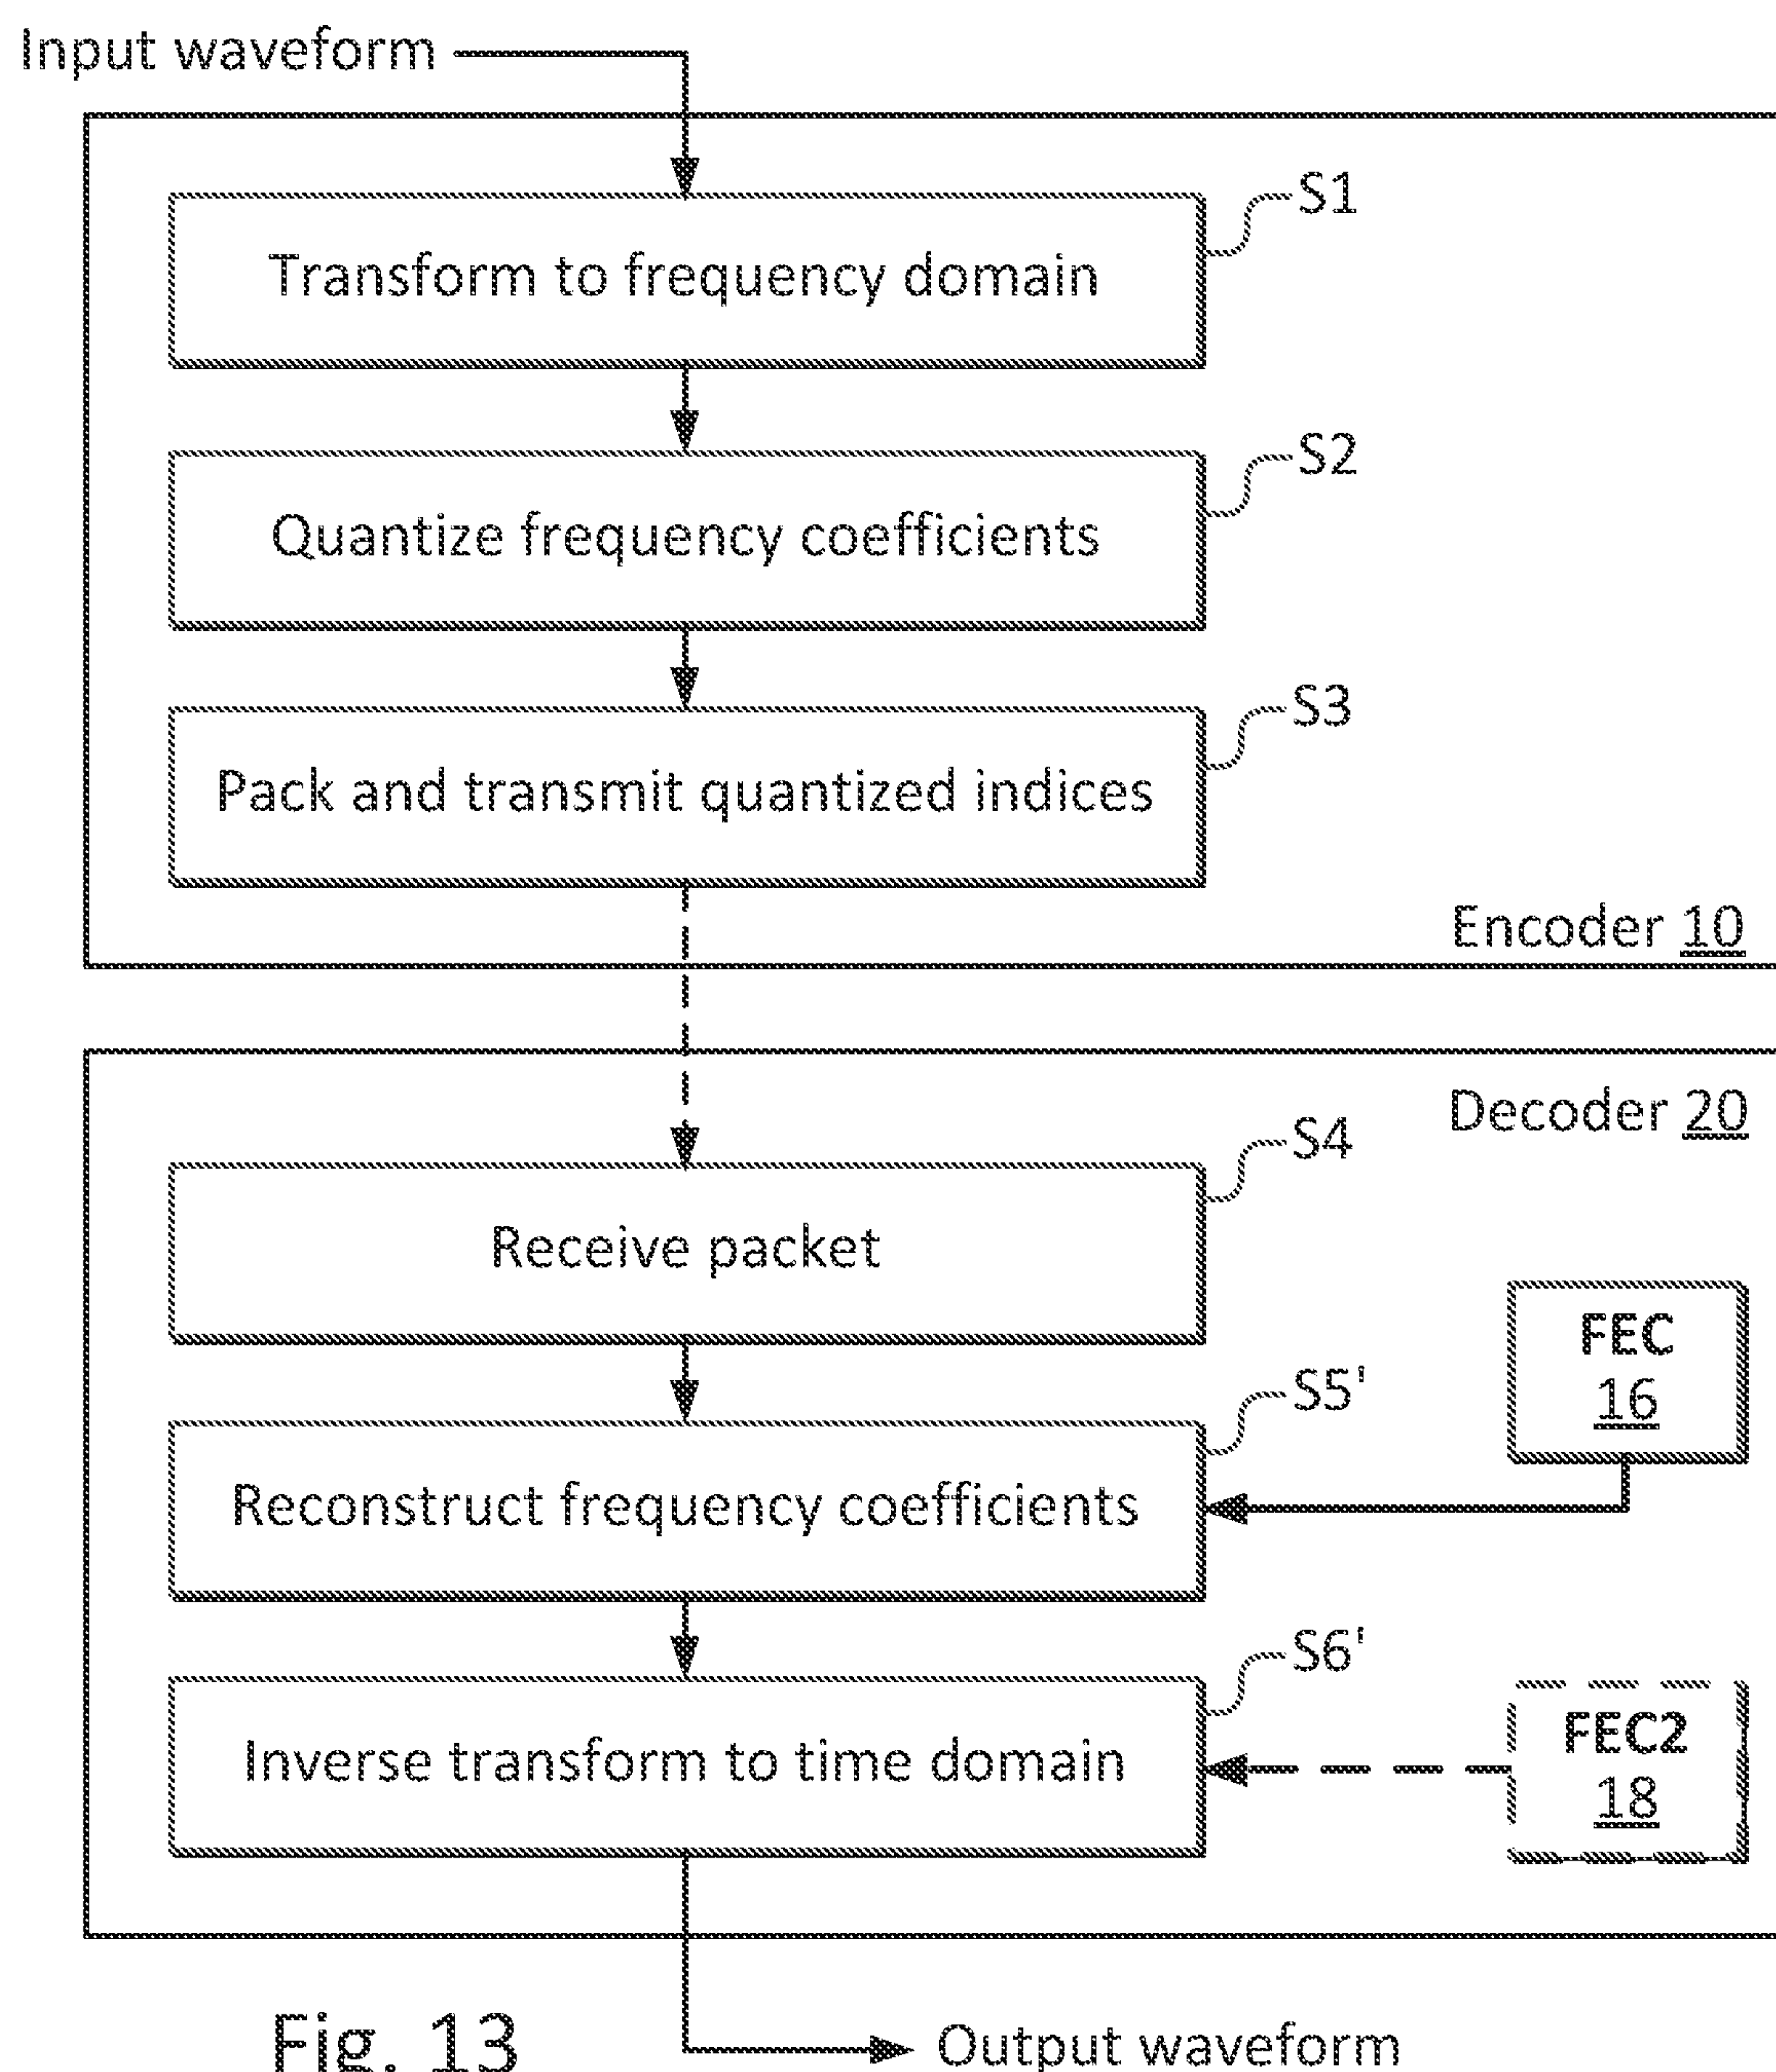 Input waveform
S1
Transform to frequency domain
S2
Quantize frequency coefficients
S3
Pack and transmit quantized indices
Encoder 10
Decoder 20
S4
Receive packet
FEC
16
S5'
Reconstruct frequency coefficients
S6'
FEC2
18
Inverse transform to time domain
Fig. 13
Output waveform